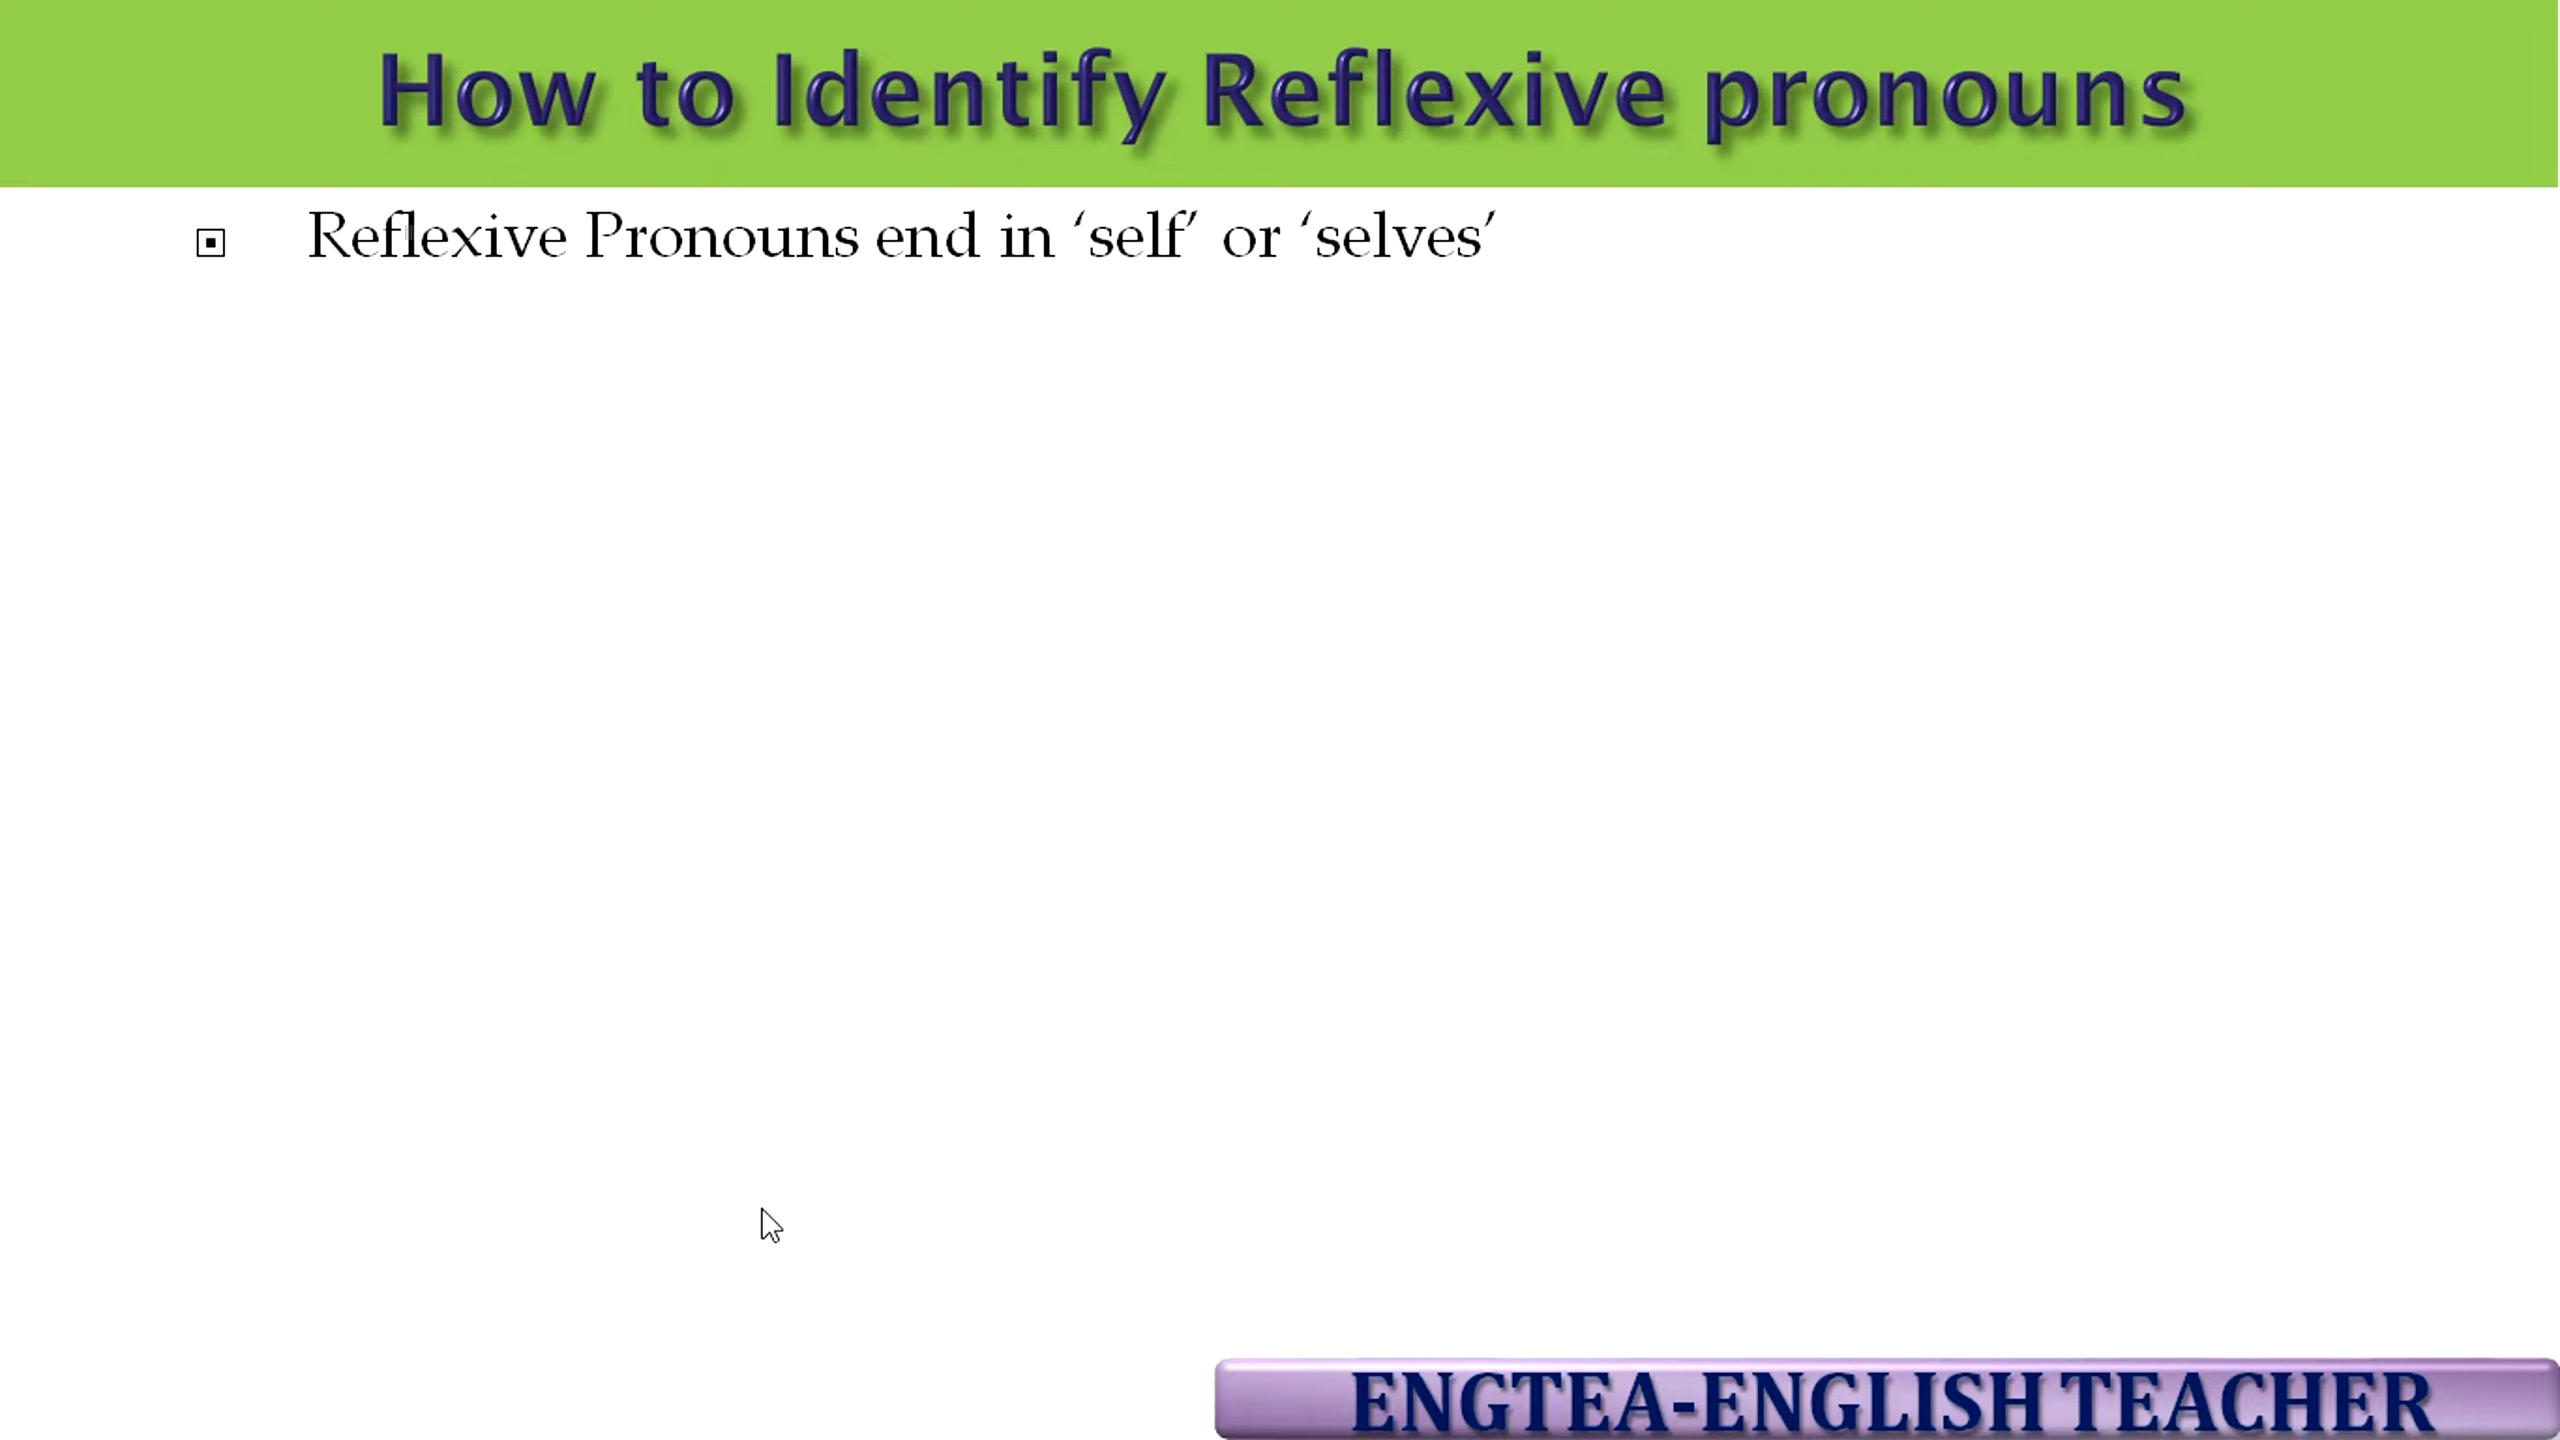 How to Identify Reflexive pronouns
Reflexive Pronouns end in ‘self’ or ‘selves’
ENGTEA-ENGLISH TEACHER